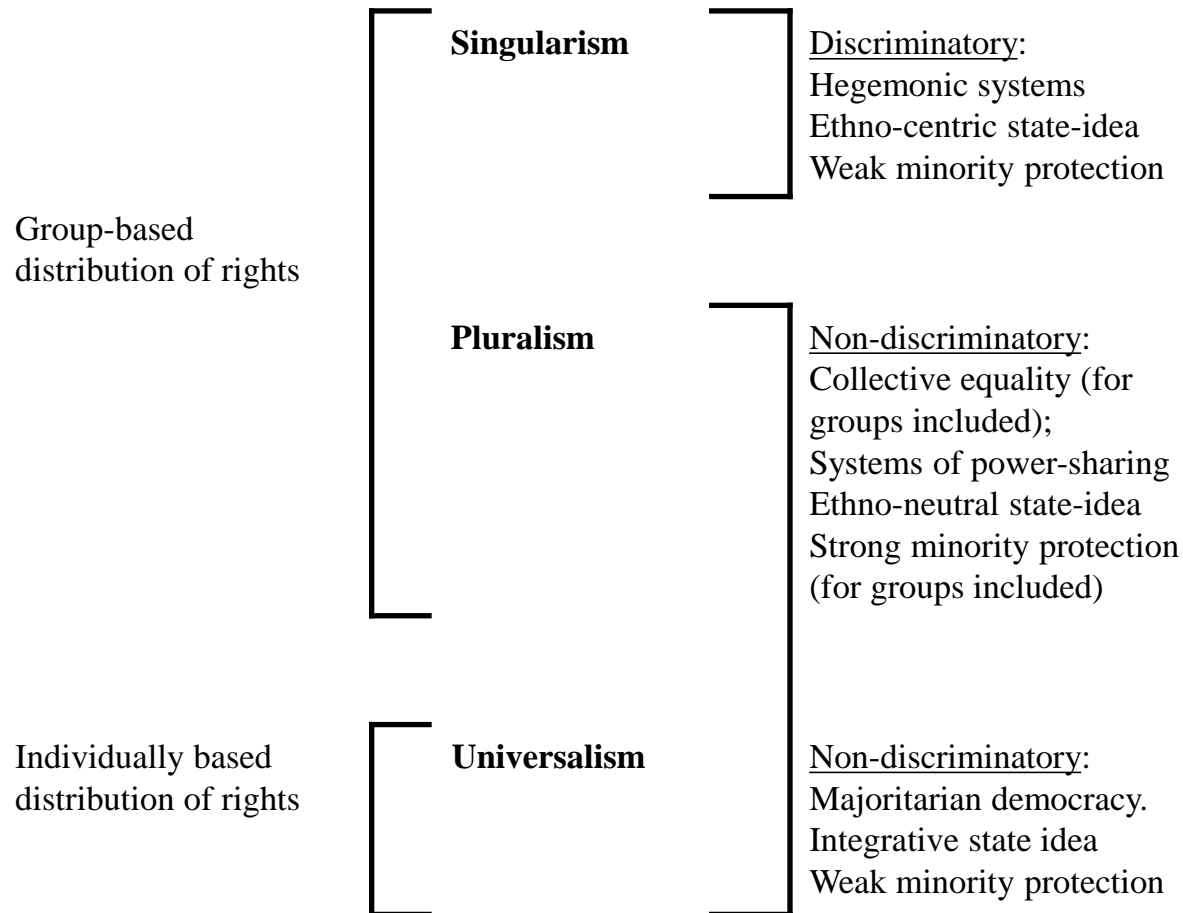 Singularism
Discriminatory:
Hegemonic systems
Ethno-centric state-idea
Weak minority protection
Group-based
distribution of rights
Pluralism
Non-discriminatory:
Collective equality (for
groups included);
Systems of power-sharing
Ethno-neutral state-idea
Strong minority protection
(for groups included)
Individually based
distribution of rights
Universalism
Non-discriminatory:
Majoritarian democracy.
Integrative state idea
Weak minority protection